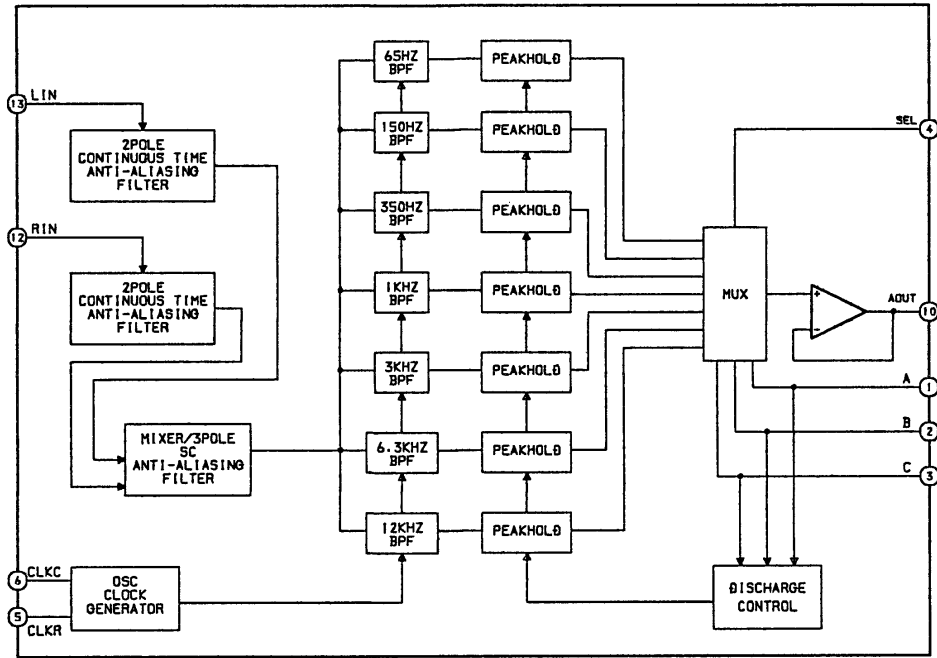 13 LIN
2POLE
CONTINUOUS TIME
ANTI-ALIASING
FILTER
12 RIN
2POLE
CONTINUOUS TIME
ANTI-ALIASING
FILTER
MIXER/3POLE
SC
ANTI-ALIASING
FILTER
6 CLKC
5 CLKR
OSC
CLOCK
GENERATOR
65HZ
BPF
PEAKHOLD
150HZ
BPF
PEAKHOLD
350HZ
BPF
PEAKHOLD
1KHZ
BPF
PEAKHOLD
3KHZ
BPF
PEAKHOLD
6.3KHZ
BPF
PEAKHOLD
12KHZ
BPF
PEAKHOLD
MUX
+
-
SEL 4
AOUT 10
A 1
B 2
C 3
DISCHARGE
CONTROL